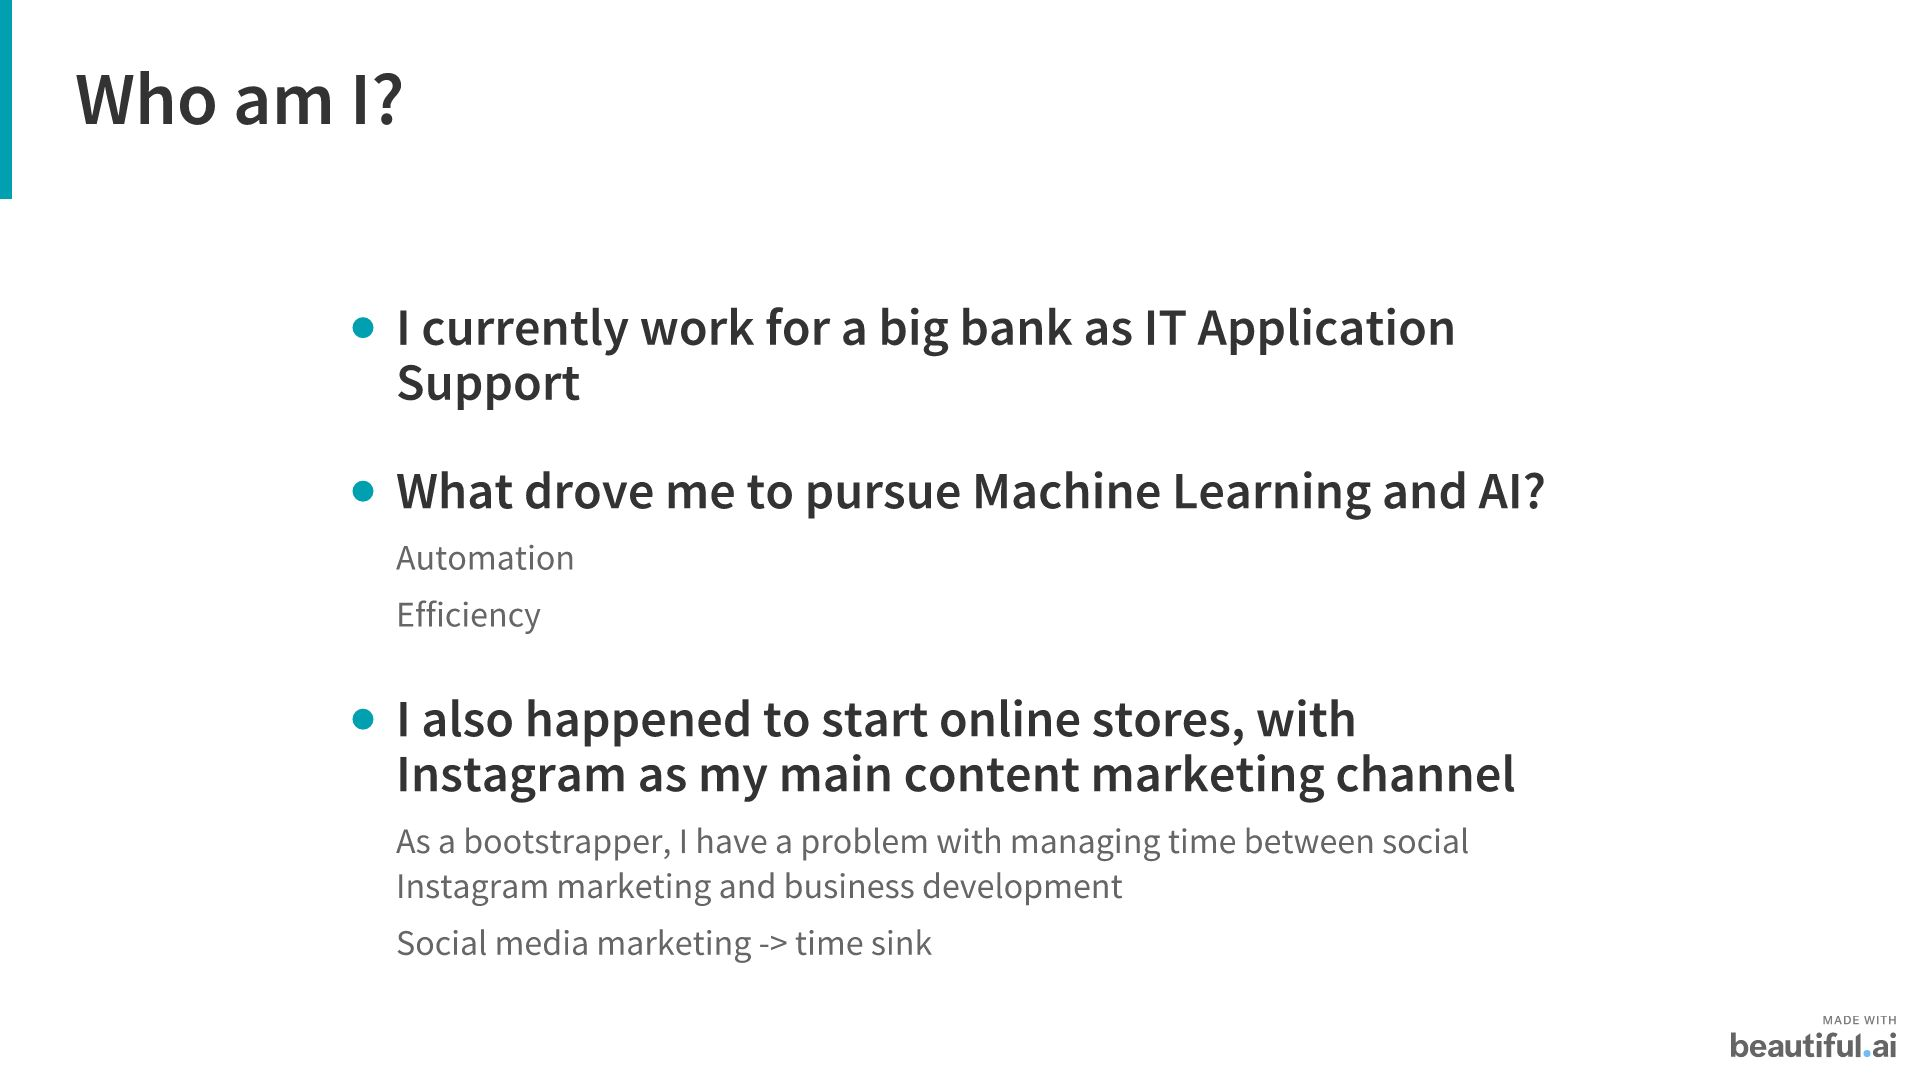 Who am I?
I currently work for a big bank as IT Application
Support
What drove me to pursue Machine Learning and AI?
Automation
Efficiency
I also happened to start online stores, with
Instagram as my main content marketing channel
As a bootstrapper, I have a problem with managing time between social
Instagram marketing and business development
Social media marketing -> time sink
MADE WITH
beautiful.ai